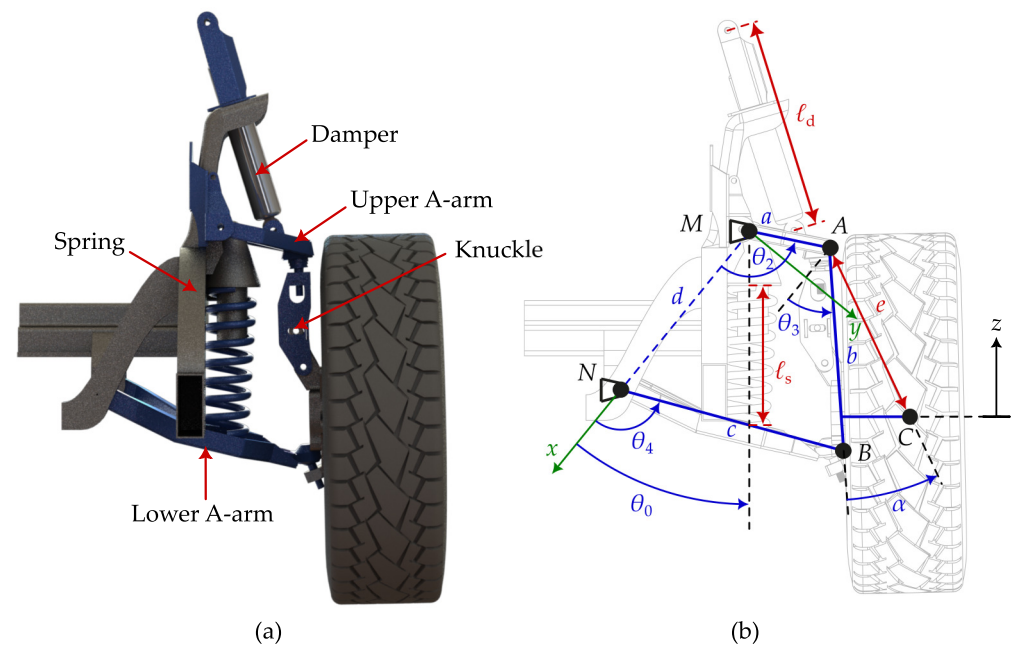 Damper
Upper A-arm
Spring
Knuckle
Lower A-arm
(a)
ℓd
M
a
A
θ2
d
e
θ3
y
b
z
ℓs
N
c
C
θ4
B
x
θ0
α
(b)